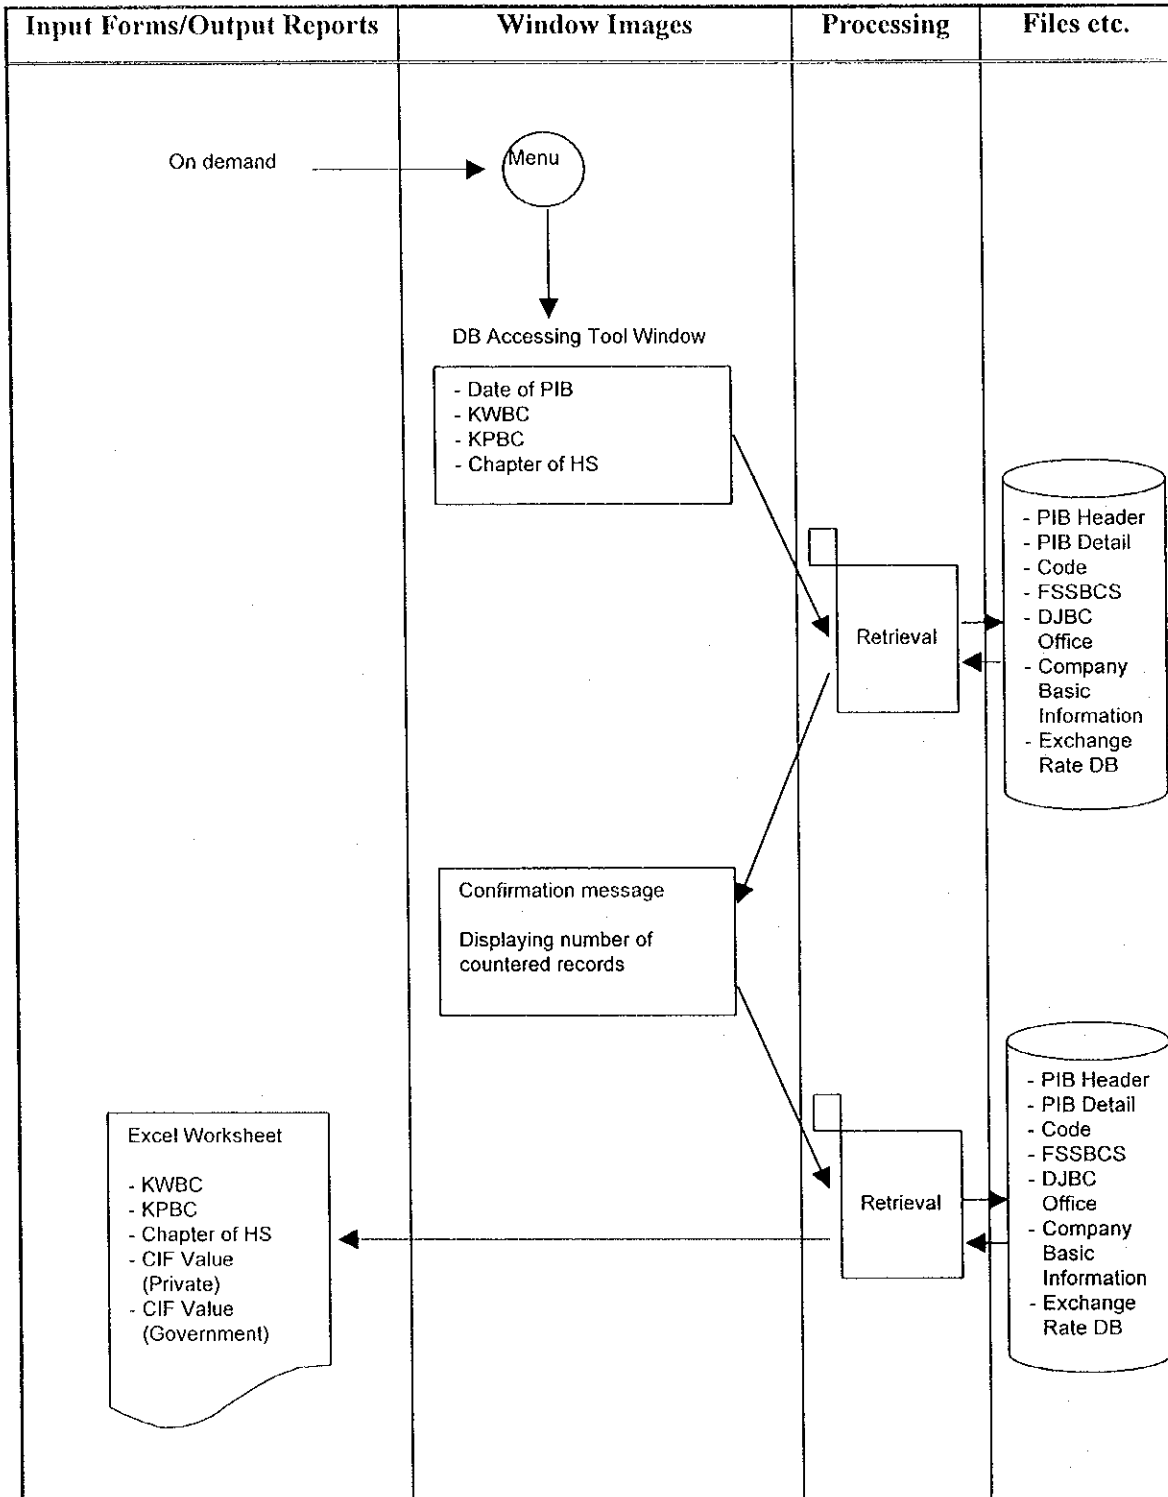 Input Forms/Output Reports
Window Images
Processing
Files etc.
On demand
Menu
DB Accessing Tool Window
- Date of PIB
- KWBC
- KPBC
- Chapter of HS
- PIB Header
- PIB Detail
- Code
- FSSBCS
- DJBC
Office
- Company
Basic
Information
- Exchange
Rate DB
Retrieval
Confirmation message
Displaying number of
countered records
- PIB Header
- PIB Detail
- Code
- FSSBCS
- DJBC
Office
- Company
Basic
Information
- Exchange
Rate DB
Retrieval
Excel Worksheet
- KWBC
- KPBC
- Chapter of HS
- CIF Value
(Private)
- CIF Value
(Government)